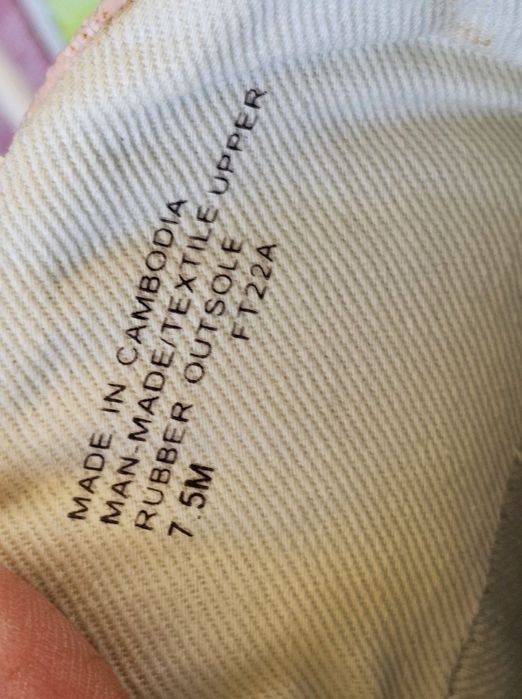 MADE IN CAMBODIA
MAN-MADE/TEXTILE UPPER
RUBBER OUTSOLE
FT22A
7.5M